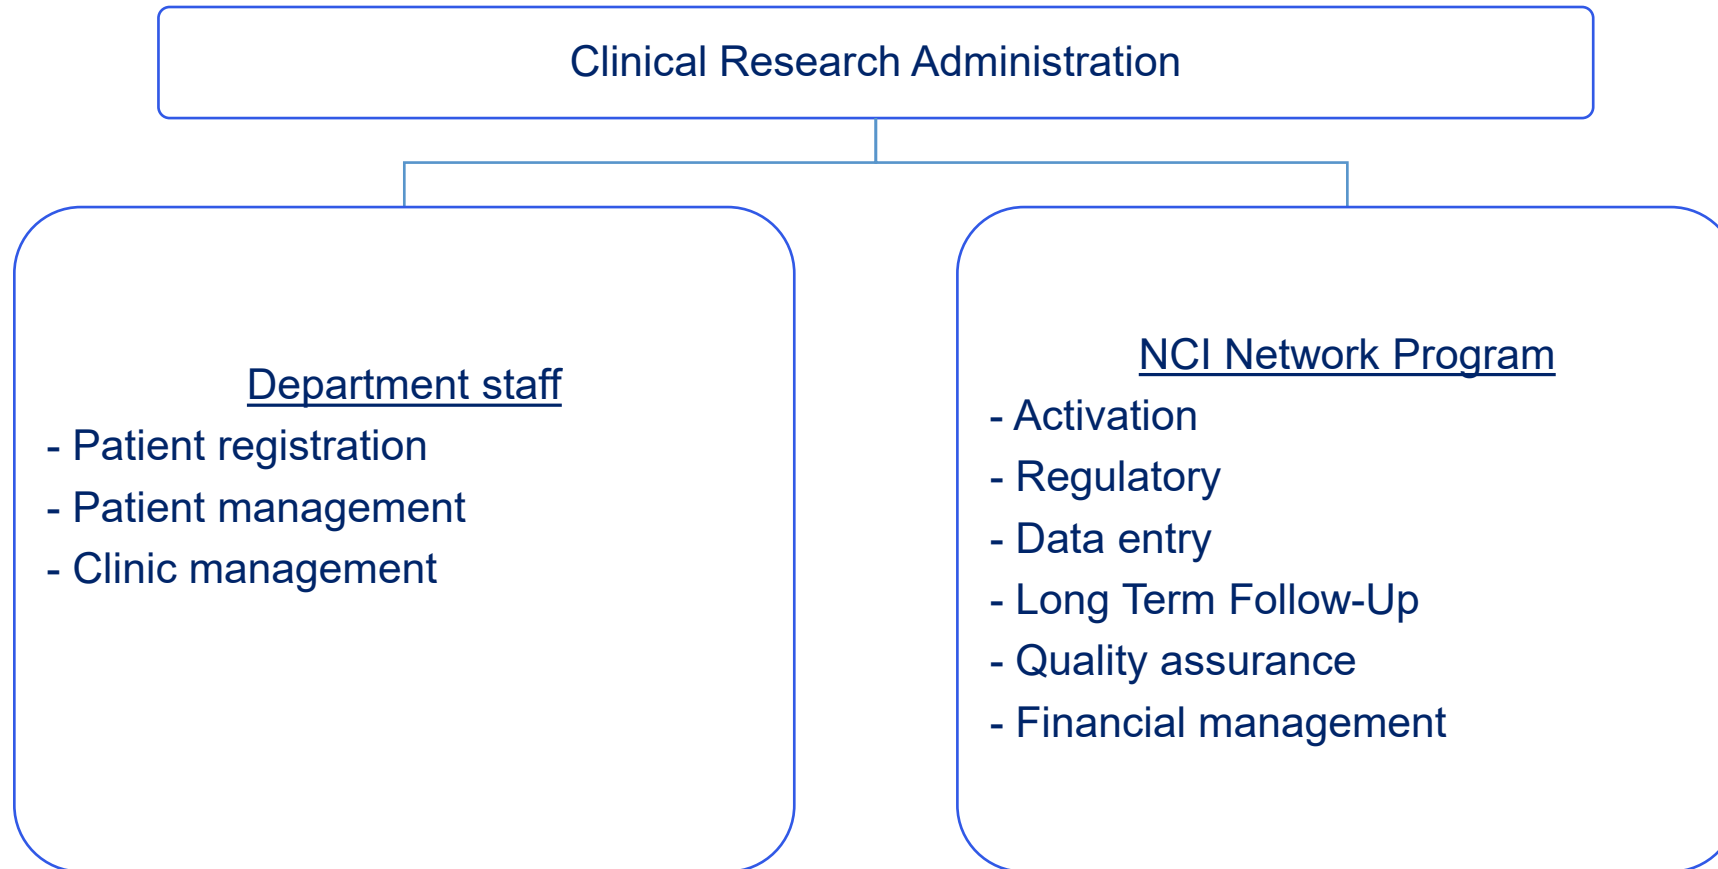 Clinical Research Administration
Department staff
- Patient registration
- Patient management
- Clinic management
NCI Network Program
- Activation
- Regulatory
- Data entry
- Long Term Follow-Up
- Quality assurance
- Financial management